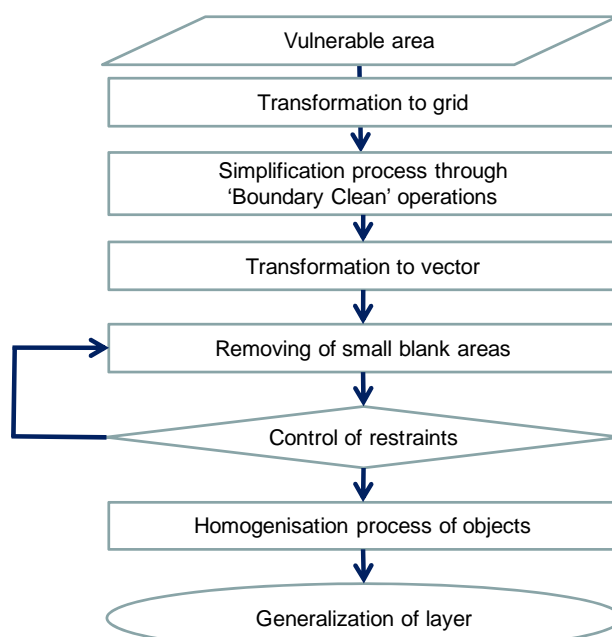 Vulnerable area
Transformation to grid
Simplification process through
‘Boundary Clean’ operations
Transformation to vector
Removing of small blank areas
Control of restraints
Homogenisation process of objects
Generalization of layer